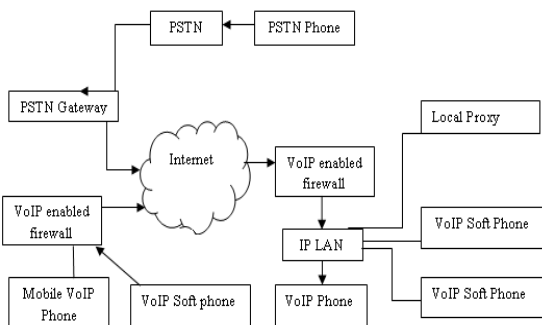 PSTN
PSTN Phone
PSTN Gateway
Local Proxy
Internet
VoIP enabled
firewall
VoIP enabled
firewall
VoIP Soft Phone
IP LAN
Mobile VoIP
Phone
VoIP Soft phone
VoIP Phone
VoIP Soft Phone